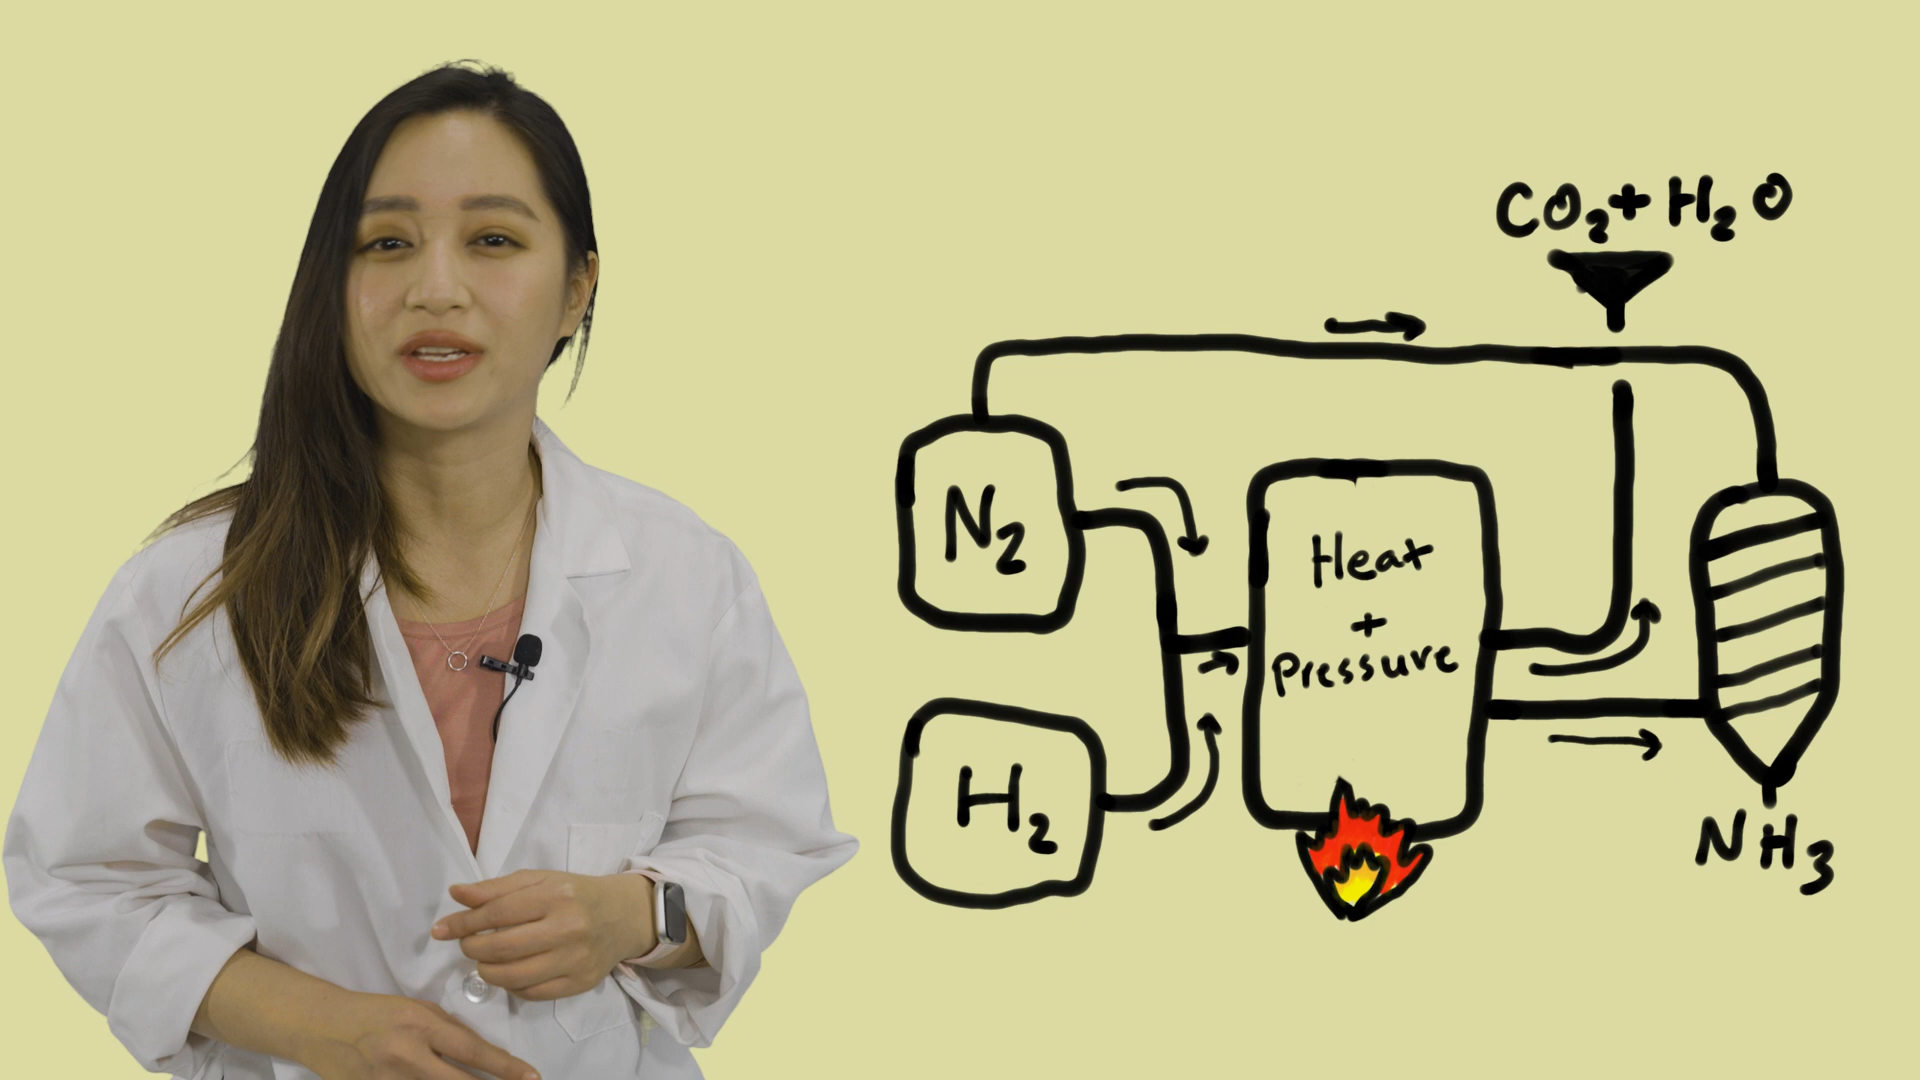 CO₂ + H₂O
N₂
Heat
+
Pressure
H₂
NH₃